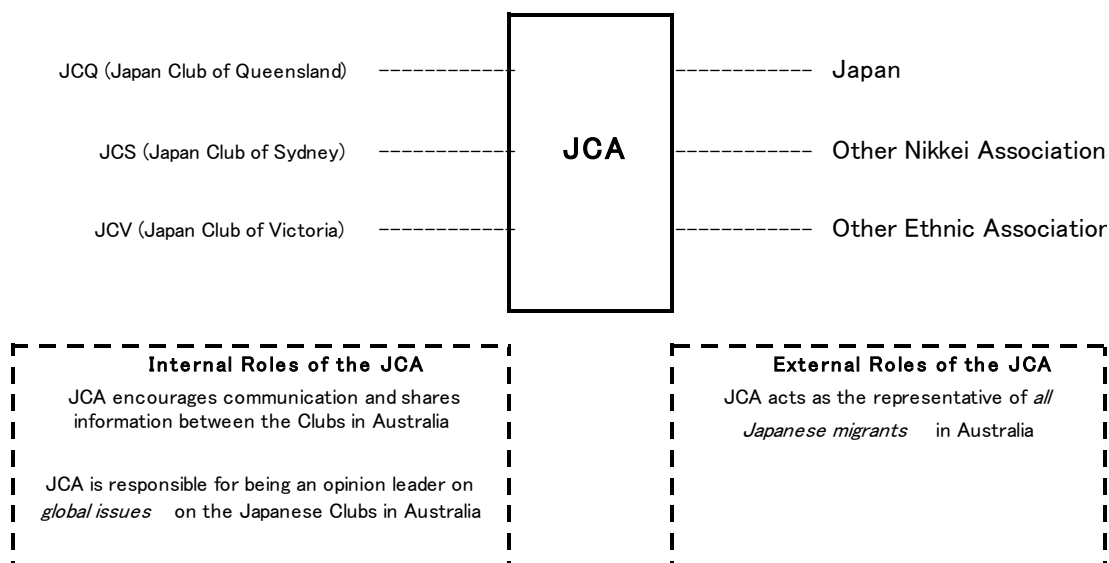 JCQ (Japan Club of Queensland)
Japan
JCS (Japan Club of Sydney)
JCA
Other Nikkei Association
JCV (Japan Club of Victoria)
Other Ethnic Association
Internal Roles of the JCA
JCA encourages communication and shares
information between the Clubs in Australia
JCA is responsible for being an opinion leader on
global issues on the Japanese Clubs in Australia
External Roles of the JCA
JCA acts as the representative of all
Japanese migrants in Australia